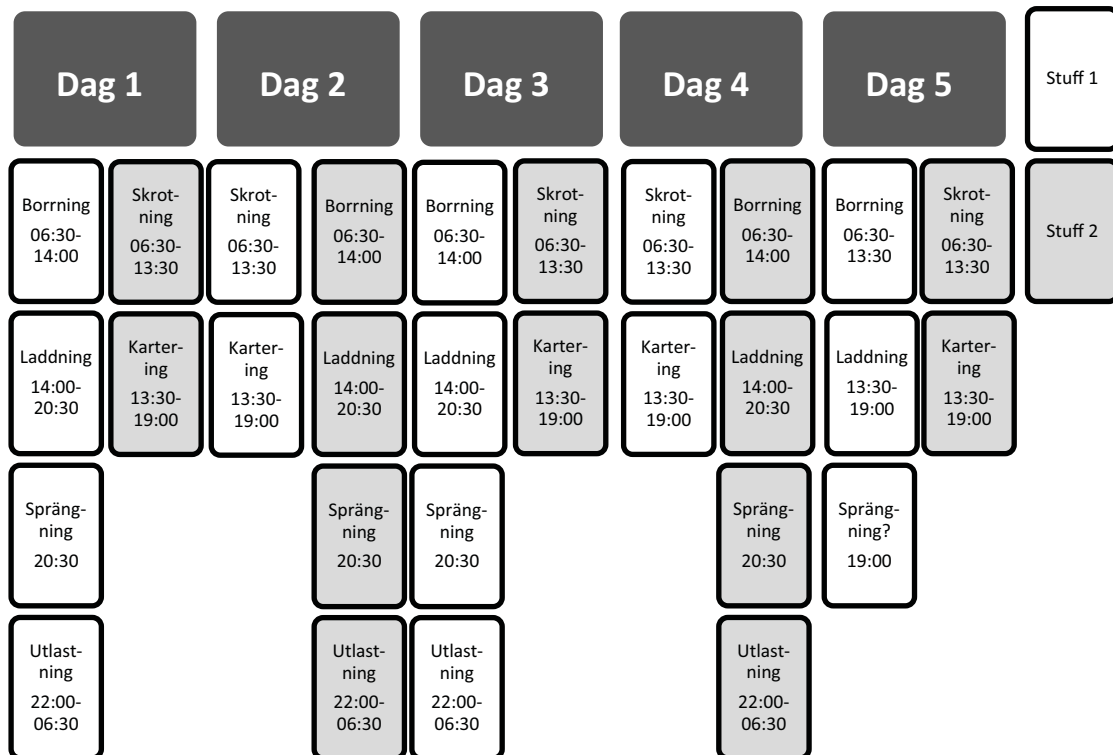 Dag 1
Dag 2
Dag 3
Dag 4
Dag 5
Stuff 1
Borrning
06:30-
14:00
Skrot-
ning
06:30-
13:30
Skrot-
ning
06:30-
13:30
Borrning
06:30-
14:00
Borrning
06:30-
14:00
Skrot-
ning
06:30-
13:30
Skrot-
ning
06:30-
13:30
Borrning
06:30-
14:00
Borrning
06:30-
13:30
Skrot-
ning
06:30-
13:30
Stuff 2
Laddning
14:00-
20:30
Karter-
ing
13:30-
19:00
Karter-
ing
13:30-
19:00
Laddning
14:00-
20:30
Laddning
14:00-
20:30
Karter-
ing
13:30-
19:00
Karter-
ing
13:30-
19:00
Laddning
14:00-
20:30
Laddning
13:30-
19:00
Karter-
ing
13:30-
19:00
Spräng-
ning
20:30
Spräng-
ning
20:30
Spräng-
ning
20:30
Spräng-
ning
20:30
Spräng-
ning?
19:00
Utlast-
ning
22:00-
06:30
Utlast-
ning
22:00-
06:30
Utlast-
ning
22:00-
06:30
Utlast-
ning
22:00-
06:30